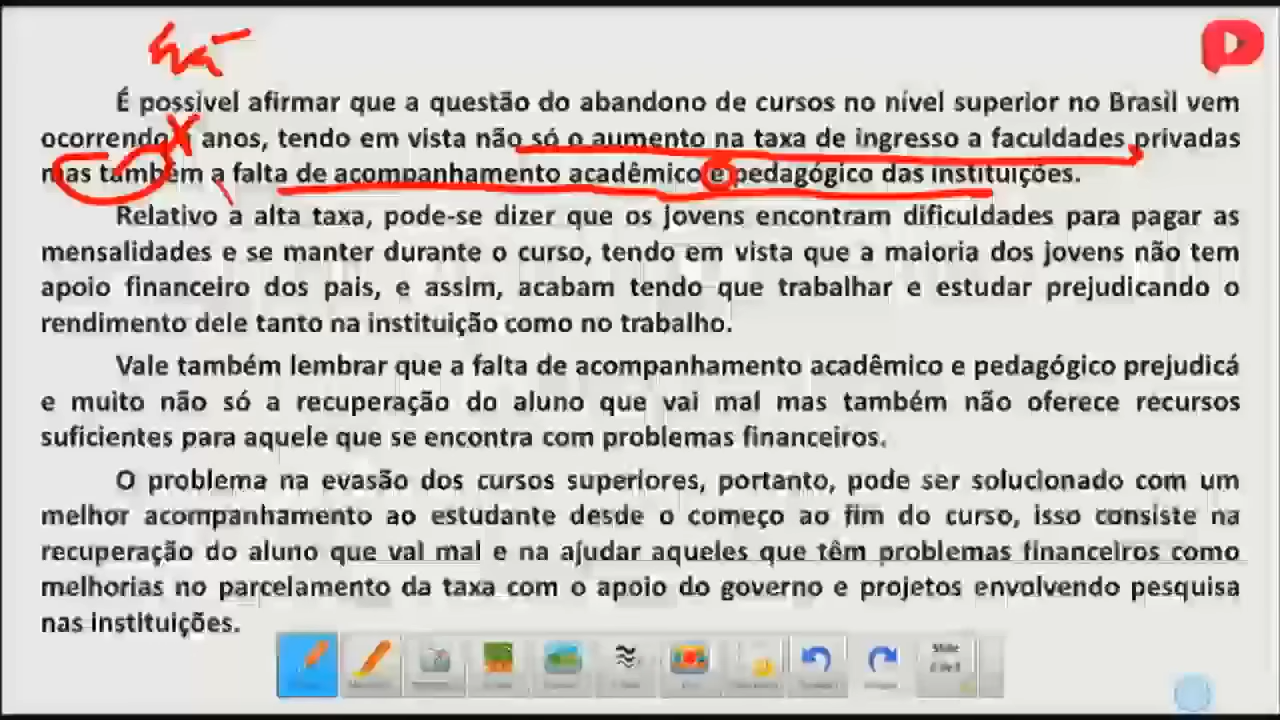 há
É possível afirmar que a questão do abandono de cursos no nível superior no Brasil vem
ocorrendo anos, tendo em vista não só o aumento na taxa de ingresso a faculdades privadas
mas também a falta de acompanhamento acadêmico e pedagógico das instituições.
Relativo a alta taxa, pode-se dizer que os jovens encontram dificuldades para pagar as
mensalidades e se manter durante o curso, tendo em vista que a maioria dos jovens não tem
apoio financeiro dos pais, e assim, acabam tendo que trabalhar e estudar prejudicando o
rendimento dele tanto na instituição como no trabalho.
Vale também lembrar que a falta de acompanhamento acadêmico e pedagógico prejudicá
e muito não só a recuperação do aluno que vai mal mas também não oferece recursos
suficientes para aquele que se encontra com problemas financeiros.
O problema na evasão dos cursos superiores, portanto, pode ser solucionado com um
melhor acompanhamento ao estudante desde o começo ao fim do curso, isso consiste na
recuperação do aluno que vai mal e na ajudar aqueles que têm problemas financeiros como
melhorias no parcelamento da taxa com o apoio do governo e projetos envolvendo pesquisa
nas instituições.
Slide